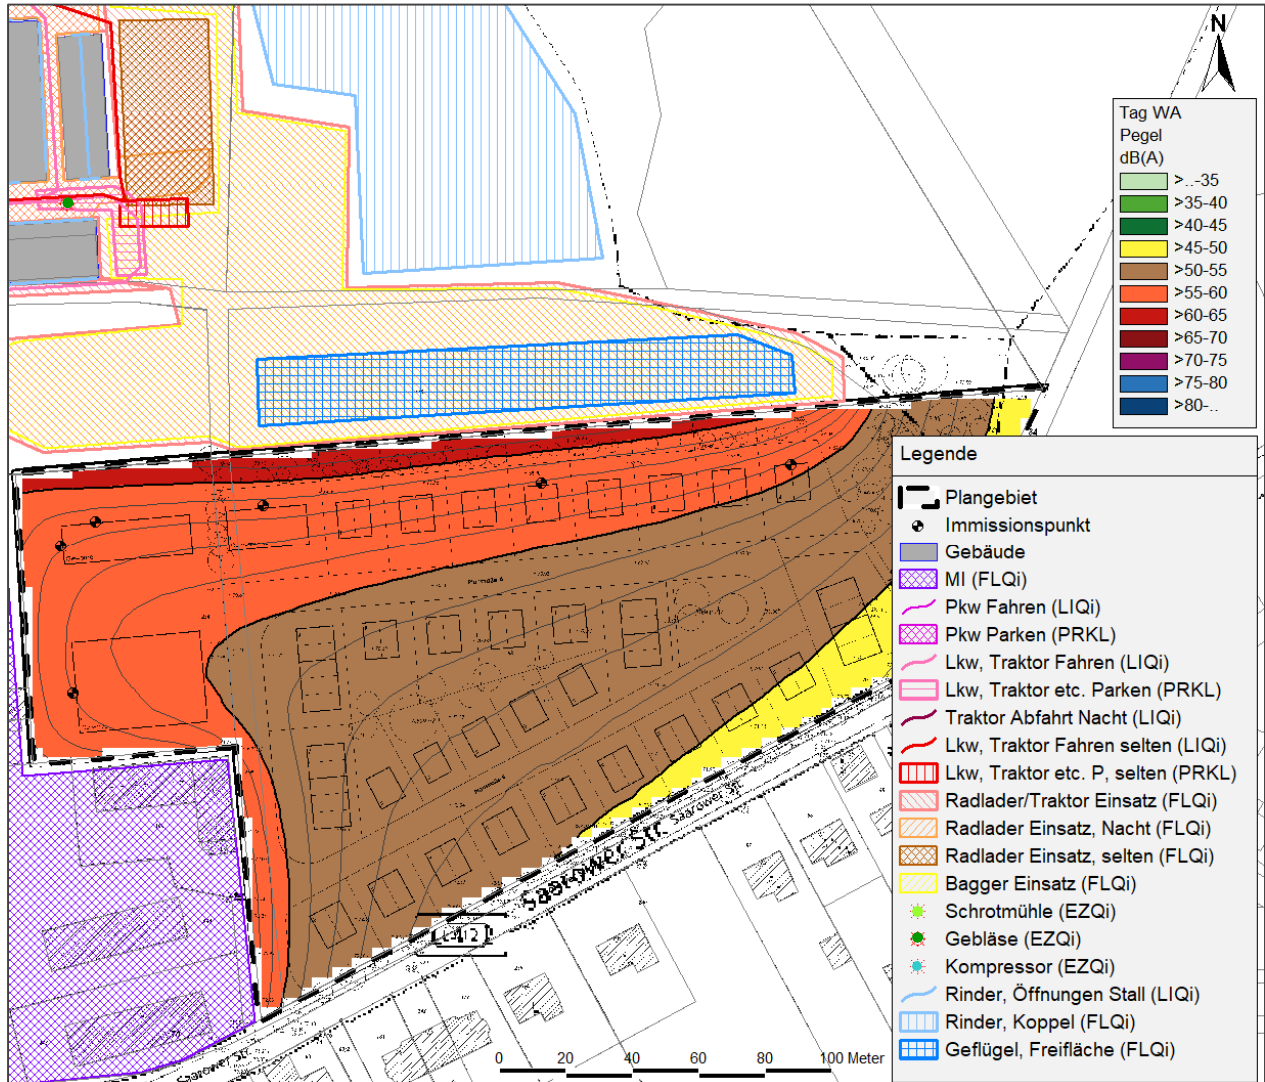 N
Tag WA
Pegel
dB(A)
>..-35
>35-40
>40-45
>45-50
>50-55
>55-60
>60-65
>65-70
>70-75
>75-80
>80-..
Legende
Plangebiet
Immissionspunkt
Gebäude
MI (FLQi)
Pkw Fahren (LIQi)
Pkw Parken (PRKL)
Lkw, Traktor Fahren (LIQi)
Lkw, Traktor etc. Parken (PRKL)
Traktor Abfahrt Nacht (LIQi)
Lkw, Traktor Fahren selten (LIQi)
Lkw, Traktor etc. P, selten (PRKL)
Radlader/Traktor Einsatz (FLQi)
Radlader Einsatz, Nacht (FLQi)
Radlader Einsatz, selten (FLQi)
Bagger Einsatz (FLQi)
Schrotmühle (EZQi)
Gebläse (EZQi)
Kompressor (EZQi)
Rinder, Öffnungen Stall (LIQi)
Rinder, Koppel (FLQi)
Geflügel, Freifläche (FLQi)
Saarower Str.
Saarower Str.
Saarower Str.
0 20 40 60 80 100 Meter